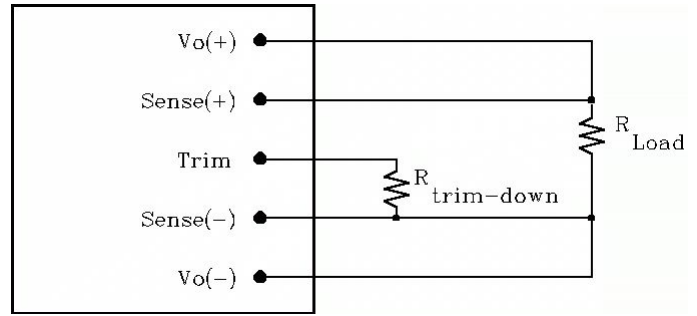 Vo(+)
Sense(+)
R
Load
Trim
R
trim-down
Sense(-)
Vo(-)